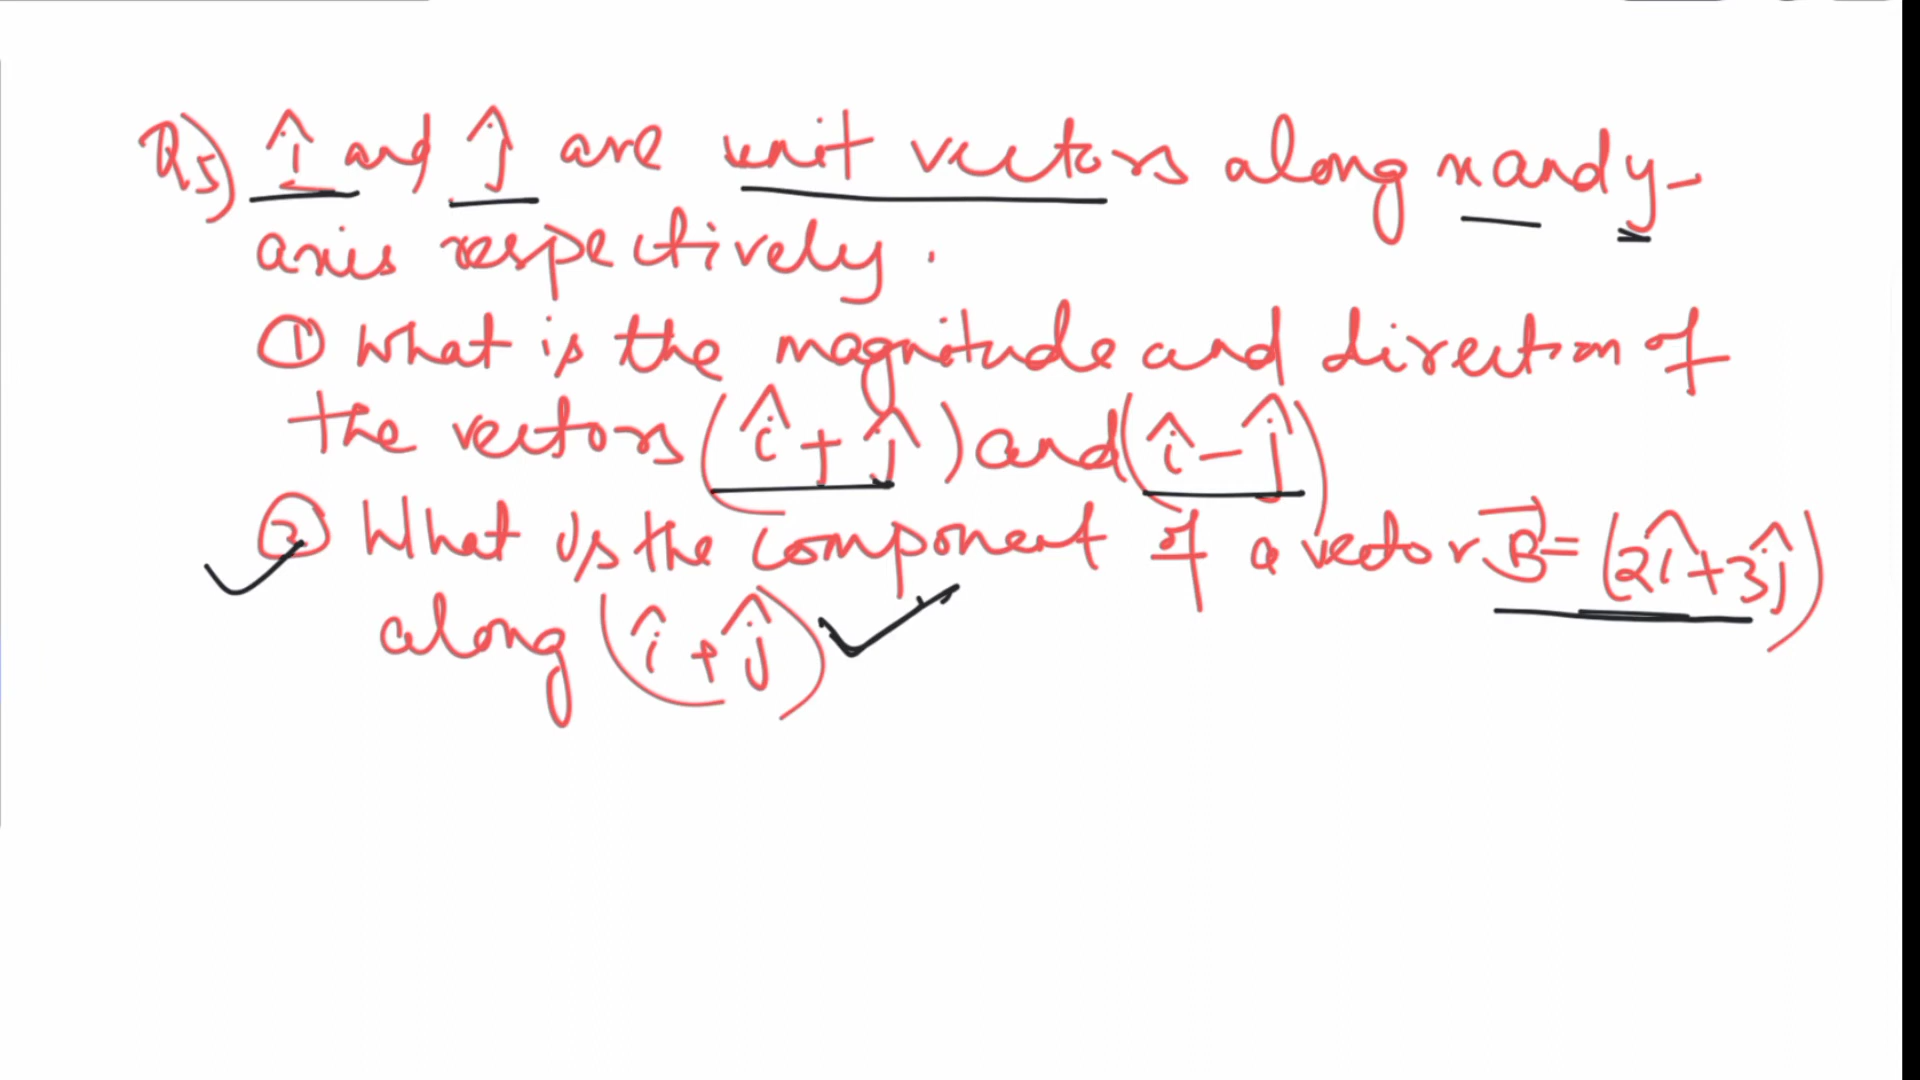 Q5) î and ĵ are unit vectors along x and y-
axis respectively.
① What is the magnitude and direction of
the vectors (î + ĵ) and (î - ĵ)
② What is the component of a vector B⃗ = (2î + 3ĵ)
along (î + ĵ)